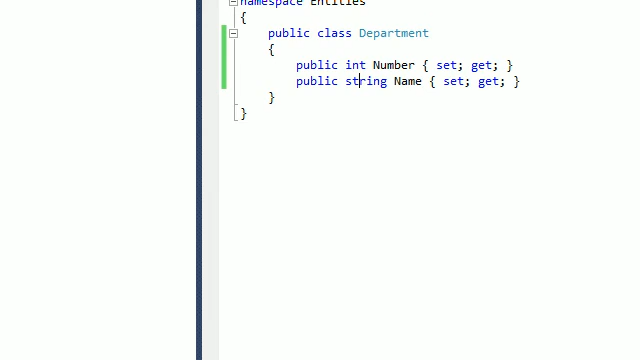 namespace Entities
{
public class Department
{
public int Number { set; get; }
public string Name { set; get; }
}
}